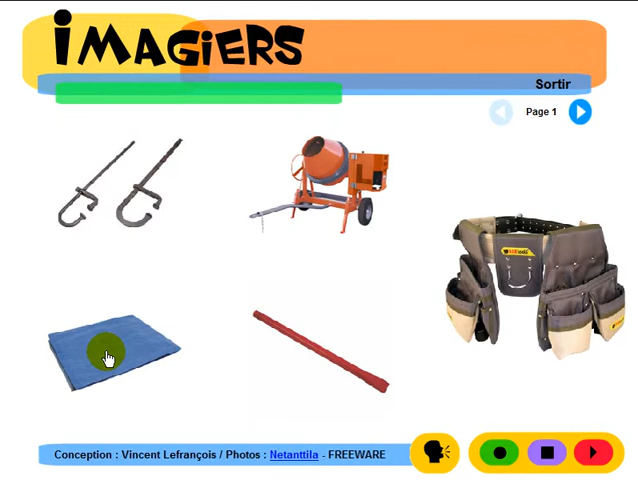 iMAGiERS
Sortir
Page 1
Conception : Vincent Lefrançois / Photos : Netanttila - FREEWARE